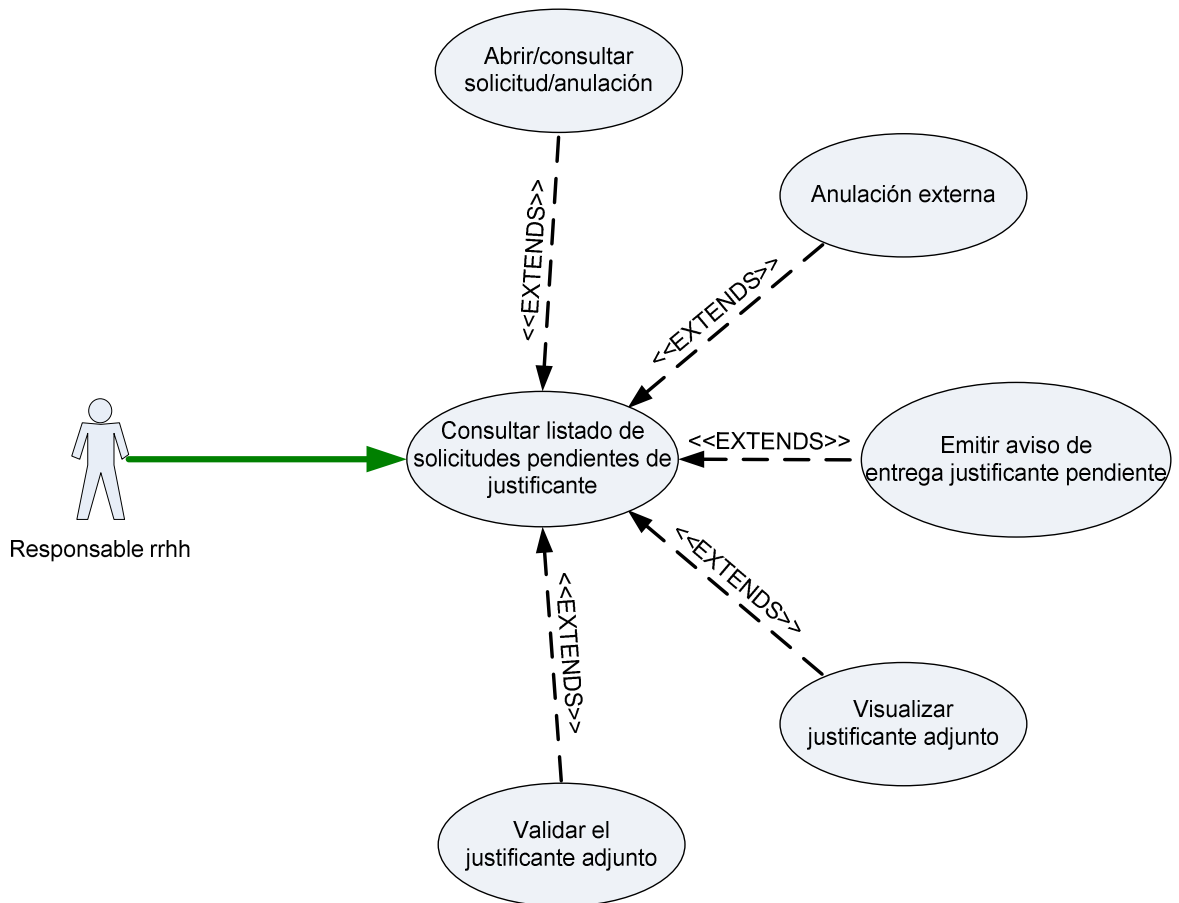 Abrir/consultar
solicitud/anulación
<<EXTENDS>>
Anulación externa
<<EXTENDS>>
Consultar listado de
solicitudes pendientes de
justificante
<<EXTENDS>>
Emitir aviso de
entrega justificante pendiente
Responsable rrhh
<<EXTENDS>>
<<EXTENDS>>
Visualizar
justificante adjunto
Validar el
justificante adjunto